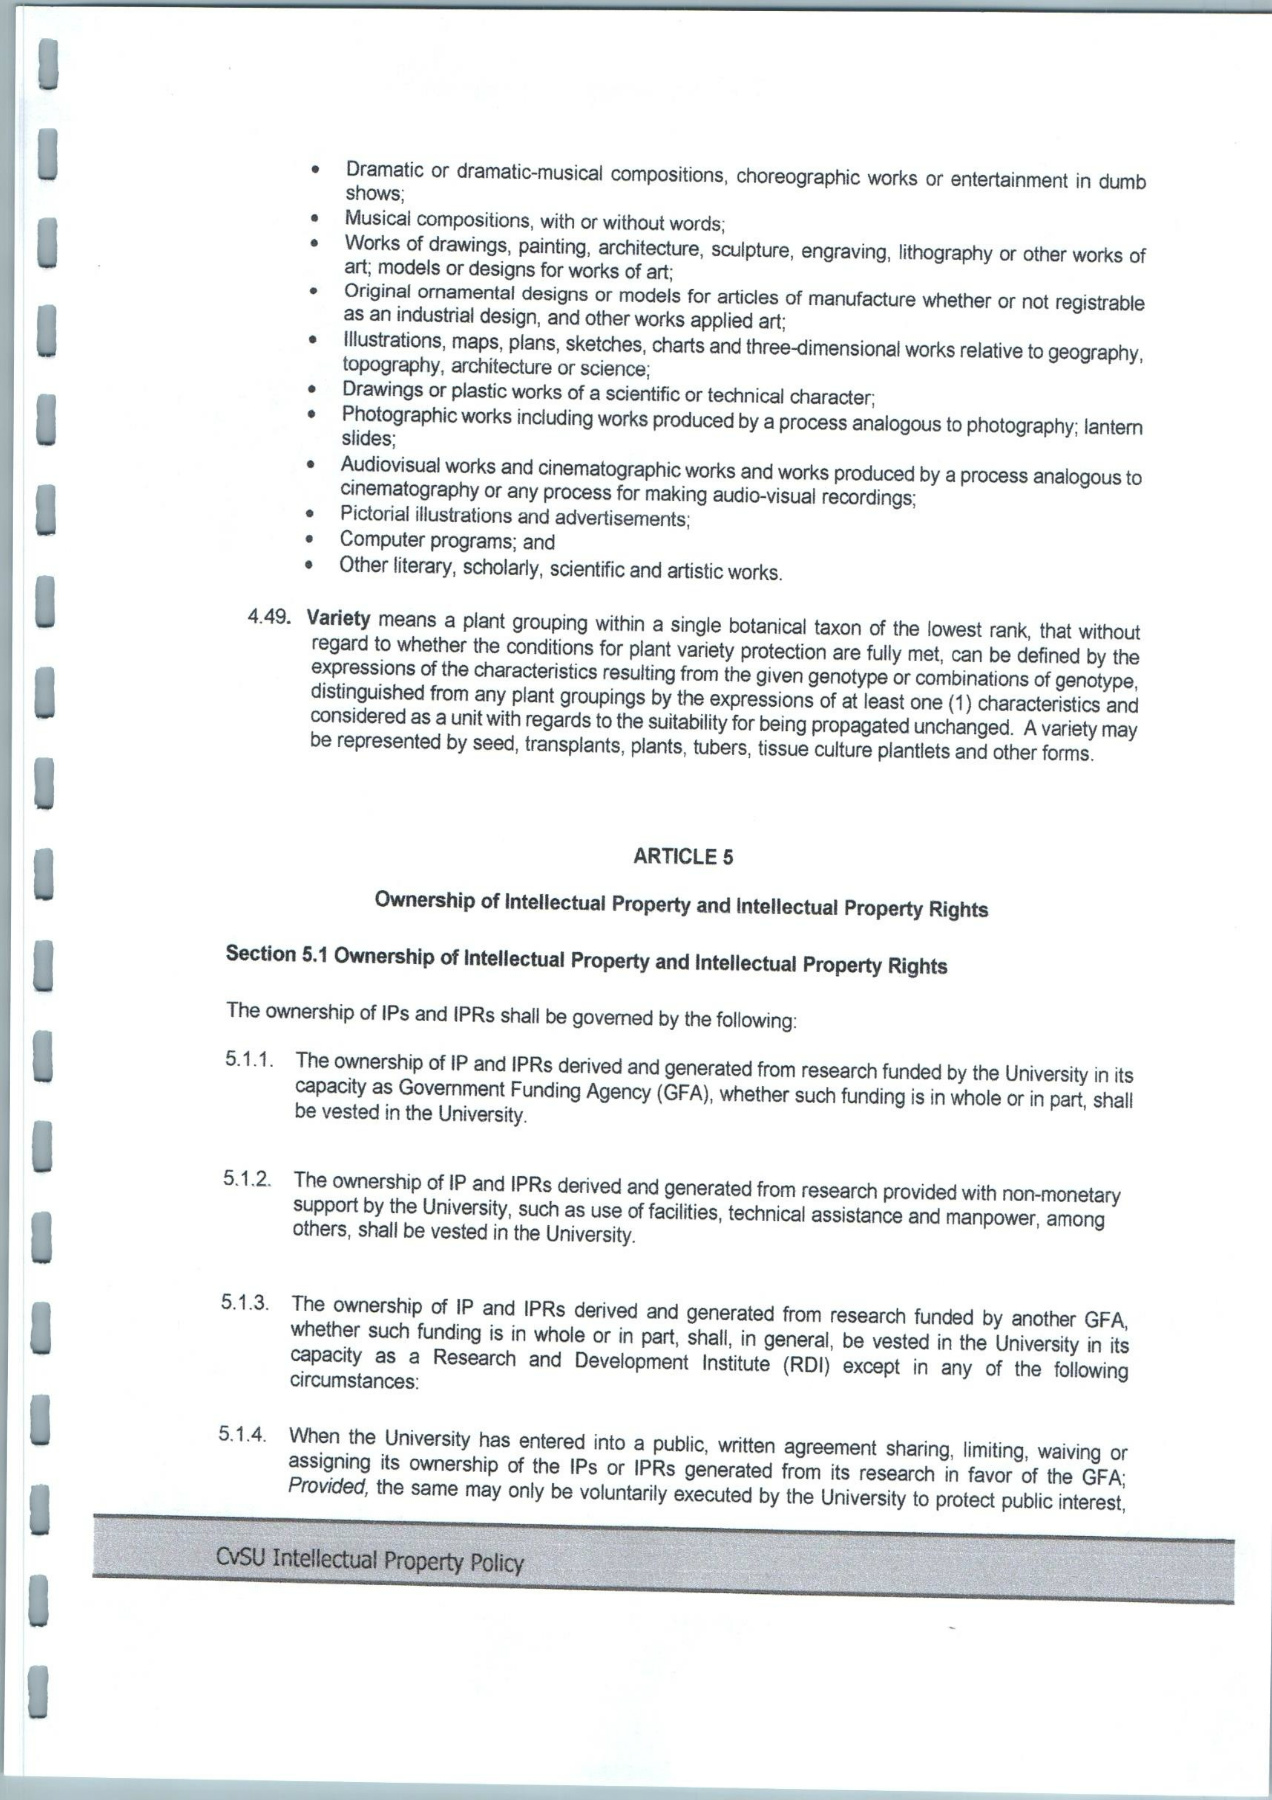 • Dramatic or dramatic-musical compositions, choreographic works or entertainment in dumb
shows;
• Musical compositions, with or without words;
• Works of drawings, painting, architecture, sculpture, engraving, lithography or other works of
art; models or designs for works of art;
• Original ornamental designs or models for articles of manufacture whether or not registrable
as an industrial design, and other works applied art;
• Illustrations, maps, plans, sketches, charts and three-dimensional works relative to geography,
topography, architecture or science;
• Drawings or plastic works of a scientific or technical character;
• Photographic works including works produced by a process analogous to photography; lantern
slides;
• Audiovisual works and cinematographic works and works produced by a process analogous to
cinematography or any process for making audio-visual recordings;
• Pictorial illustrations and advertisements;
• Computer programs; and
• Other literary, scholarly, scientific and artistic works.
4.49. Variety means a plant grouping within a single botanical taxon of the lowest rank, that without
regard to whether the conditions for plant variety protection are fully met, can be defined by the
expressions of the characteristics resulting from the given genotype or combinations of genotype,
distinguished from any plant groupings by the expressions of at least one (1) characteristics and
considered as a unit with regards to the suitability for being propagated unchanged. A variety may
be represented by seed, transplants, plants, tubers, tissue culture plantlets and other forms.
ARTICLE 5
Ownership of Intellectual Property and Intellectual Property Rights
Section 5.1 Ownership of Intellectual Property and Intellectual Property Rights
The ownership of IPs and IPRs shall be governed by the following:
5.1.1. The ownership of IP and IPRs derived and generated from research funded by the University in its
capacity as Government Funding Agency (GFA), whether such funding is in whole or in part, shall
be vested in the University.
5.1.2. The ownership of IP and IPRs derived and generated from research provided with non-monetary
support by the University, such as use of facilities, technical assistance and manpower, among
others, shall be vested in the University.
5.1.3. The ownership of IP and IPRs derived and generated from research funded by another GFA,
whether such funding is in whole or in part, shall, in general, be vested in the University in its
capacity as a Research and Development Institute (RDI) except in any of the following
circumstances:
5.1.4. When the University has entered into a public, written agreement sharing, limiting, waiving or
assigning its ownership of the IPs or IPRs generated from its research in favor of the GFA;
Provided, the same may only be voluntarily executed by the University to protect public interest,
CvSU Intellectual Property Policy